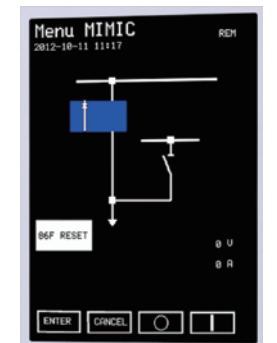 Menu MIMIC
REM
2012-10-11 11:17
86F RESET
0 V
0 A
ENTER
CANCEL